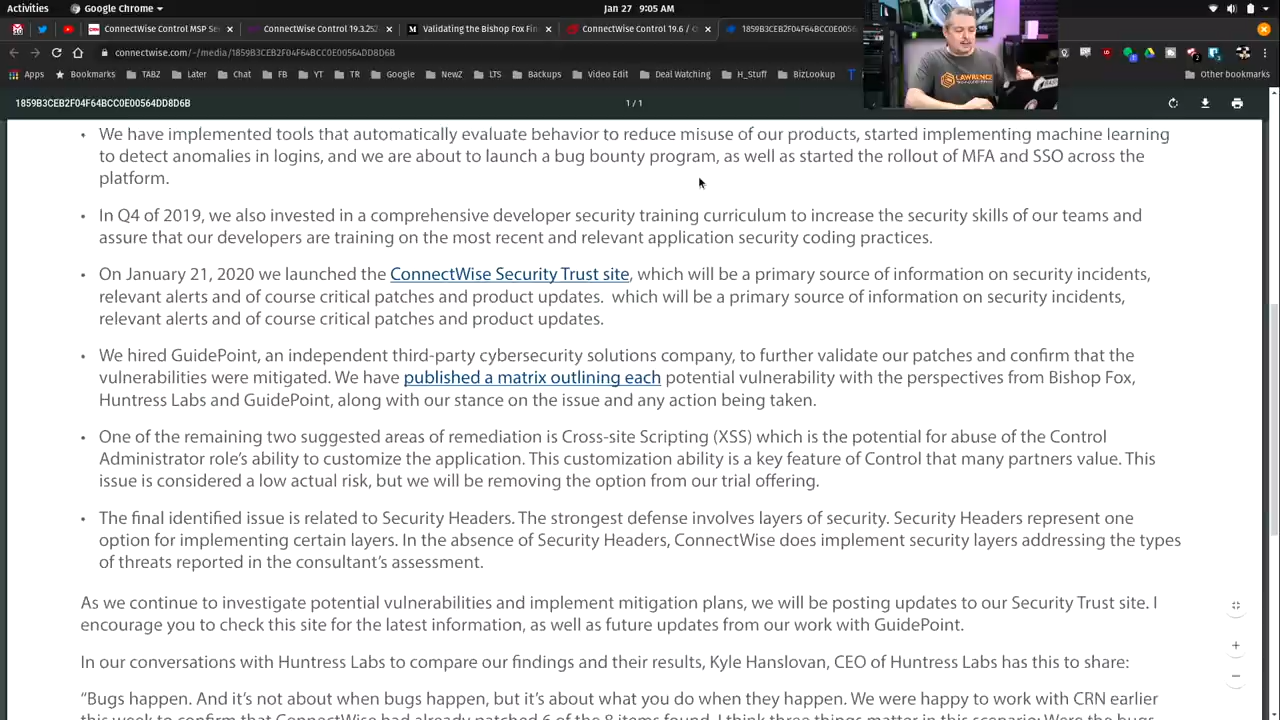 Activities
Google Chrome
Jan 27 9:05 AM
ConnectWise Control MSP Se
ConnectWise C
Validating the Bishop Fox Fin
ConnectWise Control 19.6 / C
1859B3CEB2F04F64BCC0E00565
connectwise.com/-/media/1859B3CEB2F04F64BCC0E00564DD8D6B
Apps Bookmarks TABZ Later Chat FB YT TR Google New2 LTS Backups Video Edit Deal Watching H_Stuff BizLookup Other bookmarks
1859B3CEB2F04F64BCC0E00564DD8D6B 1 / 1
LAWRENCE
• We have implemented tools that automatically evaluate behavior to reduce misuse of our products, started implementing machine learning
to detect anomalies in logins, and we are about to launch a bug bounty program, as well as started the rollout of MFA and SSO across the
platform.
• In Q4 of 2019, we also invested in a comprehensive developer security training curriculum to increase the security skills of our teams and
assure that our developers are training on the most recent and relevant application security coding practices.
• On January 21, 2020 we launched the ConnectWise Security Trust site, which will be a primary source of information on security incidents,
relevant alerts and of course critical patches and product updates. which will be a primary source of information on security incidents,
relevant alerts and of course critical patches and product updates.
• We hired GuidePoint, an independent third-party cybersecurity solutions company, to further validate our patches and confirm that the
vulnerabilities were mitigated. We have published a matrix outlining each potential vulnerability with the perspectives from Bishop Fox,
Huntress Labs and GuidePoint, along with our stance on the issue and any action being taken.
• One of the remaining two suggested areas of remediation is Cross-site Scripting (XSS) which is the potential for abuse of the Control
Administrator role's ability to customize the application. This customization ability is a key feature of Control that many partners value. This
issue is considered a low actual risk, but we will be removing the option from our trial offering.
• The final identified issue is related to Security Headers. The strongest defense involves layers of security. Security Headers represent one
option for implementing certain layers. In the absence of Security Headers, ConnectWise does implement security layers addressing the types
of threats reported in the consultant's assessment.
As we continue to investigate potential vulnerabilities and implement mitigation plans, we will be posting updates to our Security Trust site. I
encourage you to check this site for the latest information, as well as future updates from our work with GuidePoint.
In our conversations with Huntress Labs to compare our findings and their results, Kyle Hanslovan, CEO of Huntress Labs has this to share:
“Bugs happen. And it's not about when bugs happen, but it's about what you do when they happen. We were happy to work with CRN earlier
this week to confirm that ConnectWise had already patched 6 of the 8 items found. I think three things matter in this scenario: Were the bugs